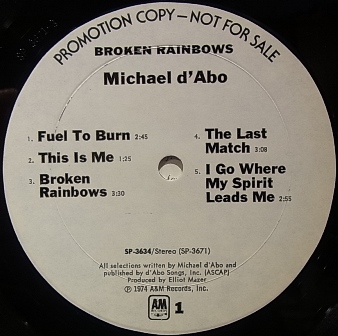 PROMOTION COPY—NOT FOR SALE
BROKEN RAINBOWS
Michael d'Abo
1. Fuel To Burn 2:45
2. This Is Me 1:25
3. Broken
Rainbows 3:30
4. The Last
Match 3:08
5. I Go Where
My Spirit
Leads Me 2:55
SP-3634/Stereo (SP-3671)
All selections written by Michael d'Abo and
published by d'Abo Songs, Inc. (ASCAP)
Produced by Elliot Mazer
Ⓟ 1974 A&M Records, Inc.
AM 1